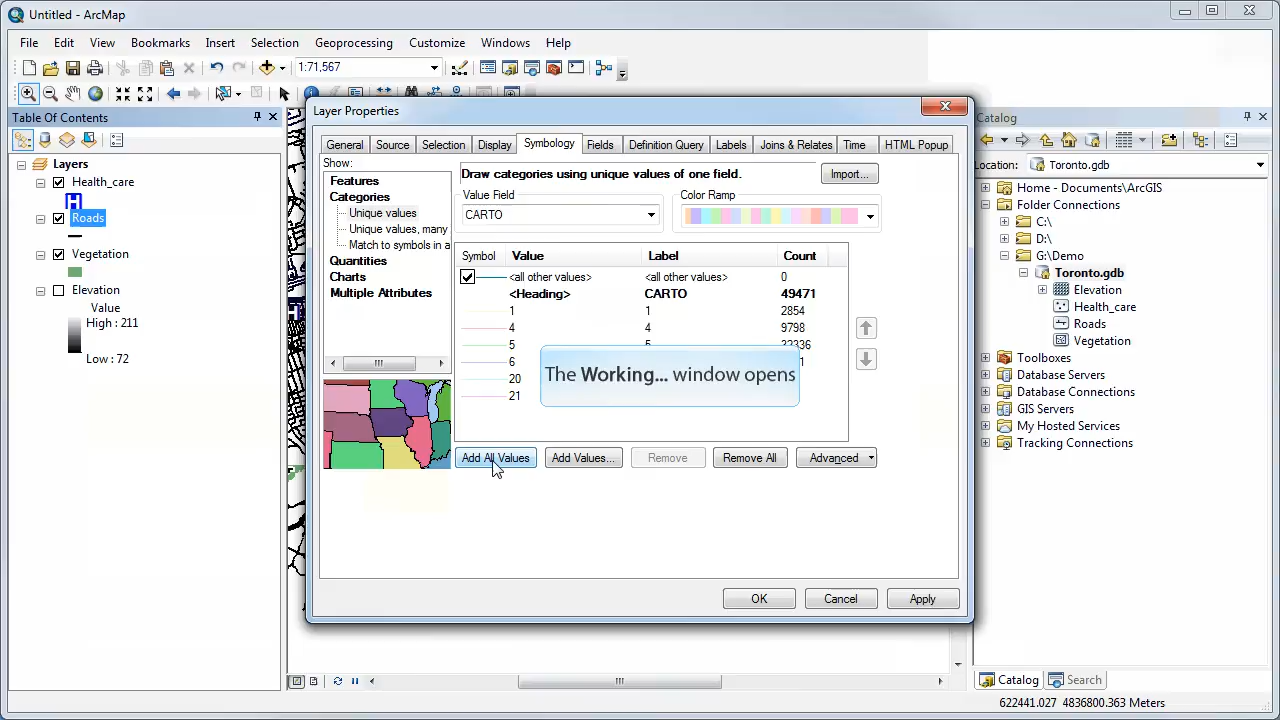 Untitled - ArcMap
File Edit View Bookmarks Insert Selection Geoprocessing Customize Windows Help
1:71,567
Table Of Contents
Layers
Health_care
H
Roads
Vegetation
Elevation
Value
High : 211
Low : 72
Layer Properties
General Source Selection Display Symbology Fields Definition Query Labels Joins & Relates Time HTML Popup
Show:
Features
Categories
Unique values
Unique values, many
Match to symbols in a
Quantities
Charts
Multiple Attributes
Draw categories using unique values of one field.
Import...
Value Field
CARTO
Color Ramp
Symbol Value Label Count
<all other values> <all other values> 0
<Heading> CARTO 49471
1 1 2854
4 4 9798
5
6
20
21
The Working... window opens
Add All Values Add Values... Remove Remove All Advanced
OK Cancel Apply
Catalog
Location: Toronto.gdb
Home - Documents\ArcGIS
Folder Connections
C:\
D:\
G:\Demo
Toronto.gdb
Elevation
Health_care
Roads
Vegetation
Toolboxes
Database Servers
Database Connections
GIS Servers
My Hosted Services
Tracking Connections
Catalog Search
622441.027 4836800.363 Meters